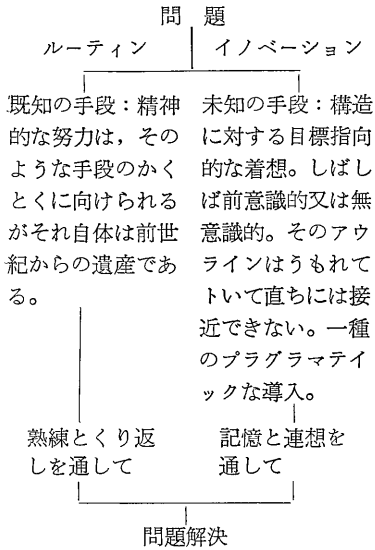 問題
ルーティン
イノベーション
既知の手段：精神
的な努力は，その
ような手段のかく
とくに向けられる
がそれ自体は前世
紀からの遺産であ
る。
未知の手段：構造
に対する目標指向
的な着想。しばし
ば前意識的又は無
意識的。そのアゥ
ラインはうもれて
トいて直ちには接
近できない。一種
のプラグラマテイ
ックな導入。
熟練とくり返
しを通して
記憶と連想を
通して
問題解決